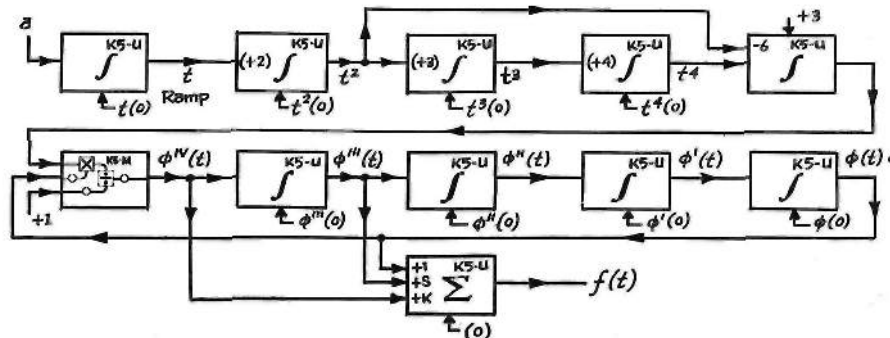 a
K5-U
∫
t(0)
t
Ramp
(+2)
K5-U
∫
t²(0)
t²
(+3)
K5-U
∫
t³(0)
t³
(+4)
K5-U
∫
t⁴(0)
t⁴
+3
-6
K5-U
∫
K5-M
X
+1
φᴵⱽ(t)
K5-U
∫
φ'''(0)
φ'''(t)
K5-U
∫
φ''(0)
φ''(t)
K5-U
∫
φ'(0)
φ'(t)
K5-U
∫
φ(0)
φ(t)
+1
+S
+K
K5-U
Σ
(0)
f(t)